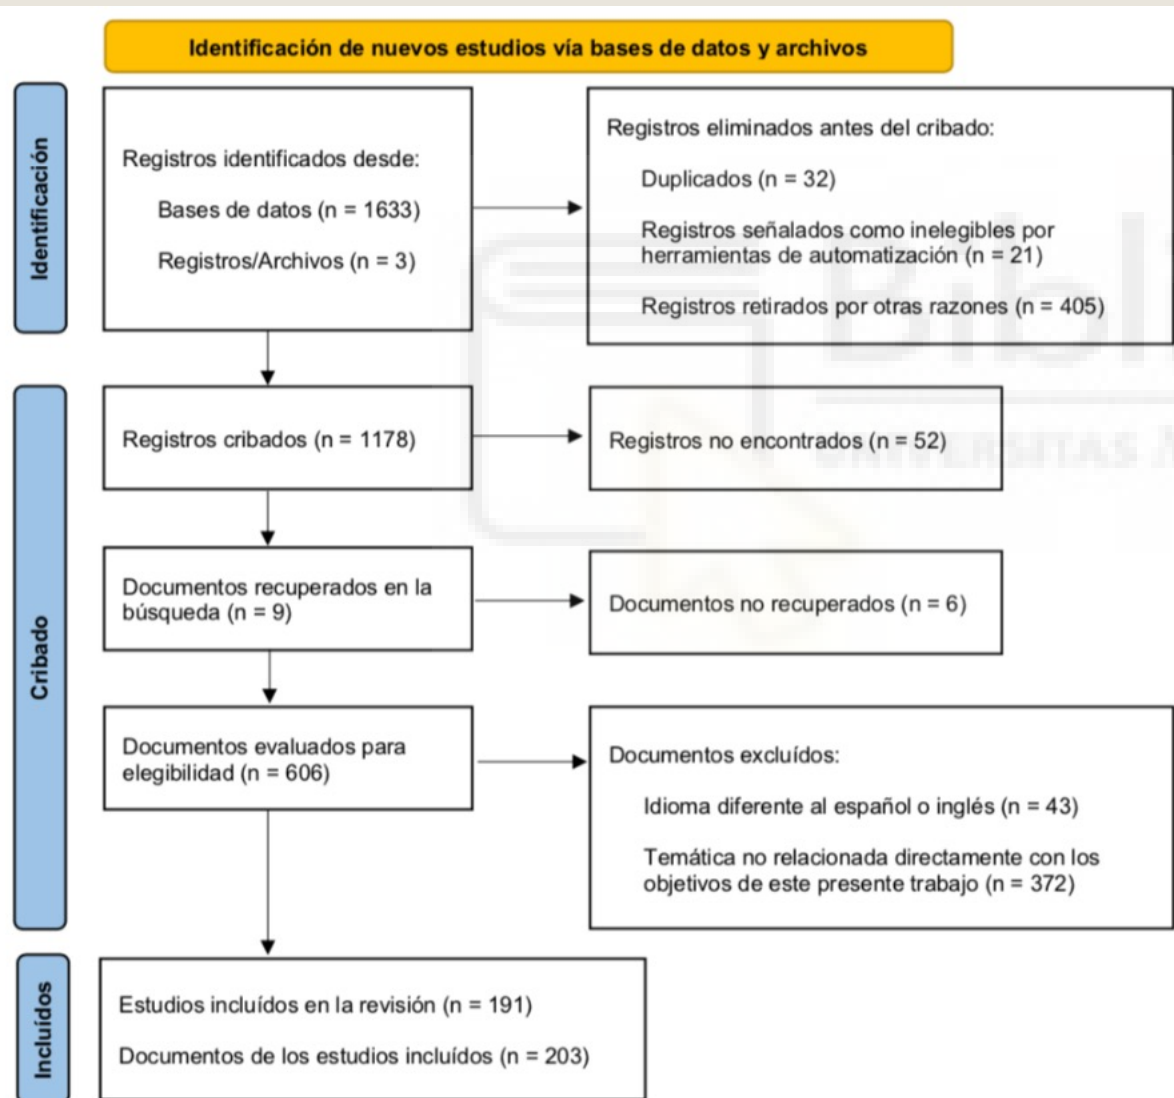 Identificación de nuevos estudios vía bases de datos y archivos
Identificación
Registros identificados desde:
Bases de datos (n = 1633)
Registros/Archivos (n = 3)
Registros eliminados antes del cribado:
Duplicados (n = 32)
Registros señalados como inelegibles por
herramientas de automatización (n = 21)
Registros retirados por otras razones (n = 405)
Cribado
Registros cribados (n = 1178)
Registros no encontrados (n = 52)
Documentos recuperados en la
búsqueda (n = 9)
Documentos no recuperados (n = 6)
Documentos evaluados para
elegibilidad (n = 606)
Documentos excluídos:
Idioma diferente al español o inglés (n = 43)
Temática no relacionada directamente con los
objetivos de este presente trabajo (n = 372)
Incluídos
Estudios incluídos en la revisión (n = 191)
Documentos de los estudios incluídos (n = 203)
Bibl
UNIVERSITAS